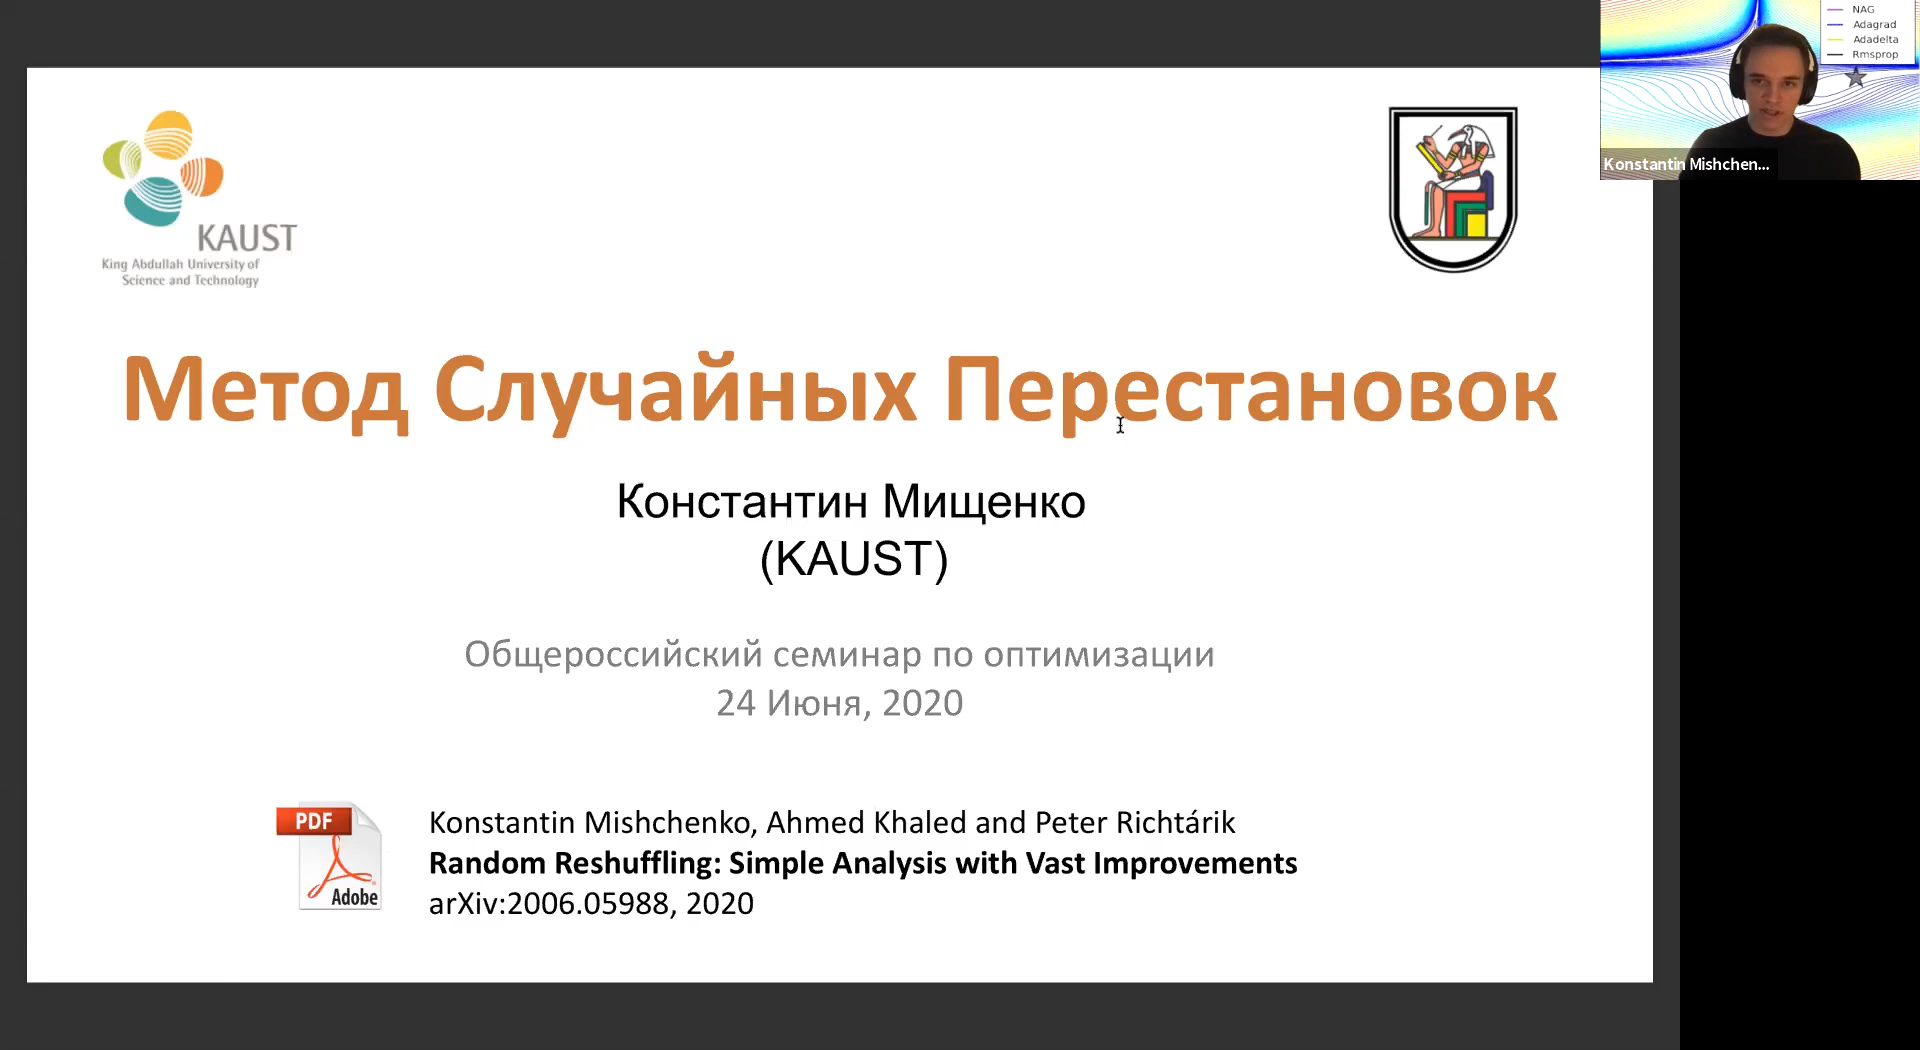 NAG
Adagrad
Adadelta
Rmsprop
Konstantin Mishchen...
KAUST
King Abdullah University of
Science and Technology
Метод Случайных Перестановок
Константин Мищенко
(KAUST)
Общероссийский семинар по оптимизации
24 Июня, 2020
PDF
Adobe
Konstantin Mishchenko, Ahmed Khaled and Peter Richtárik
Random Reshuffling: Simple Analysis with Vast Improvements
arXiv:2006.05988, 2020